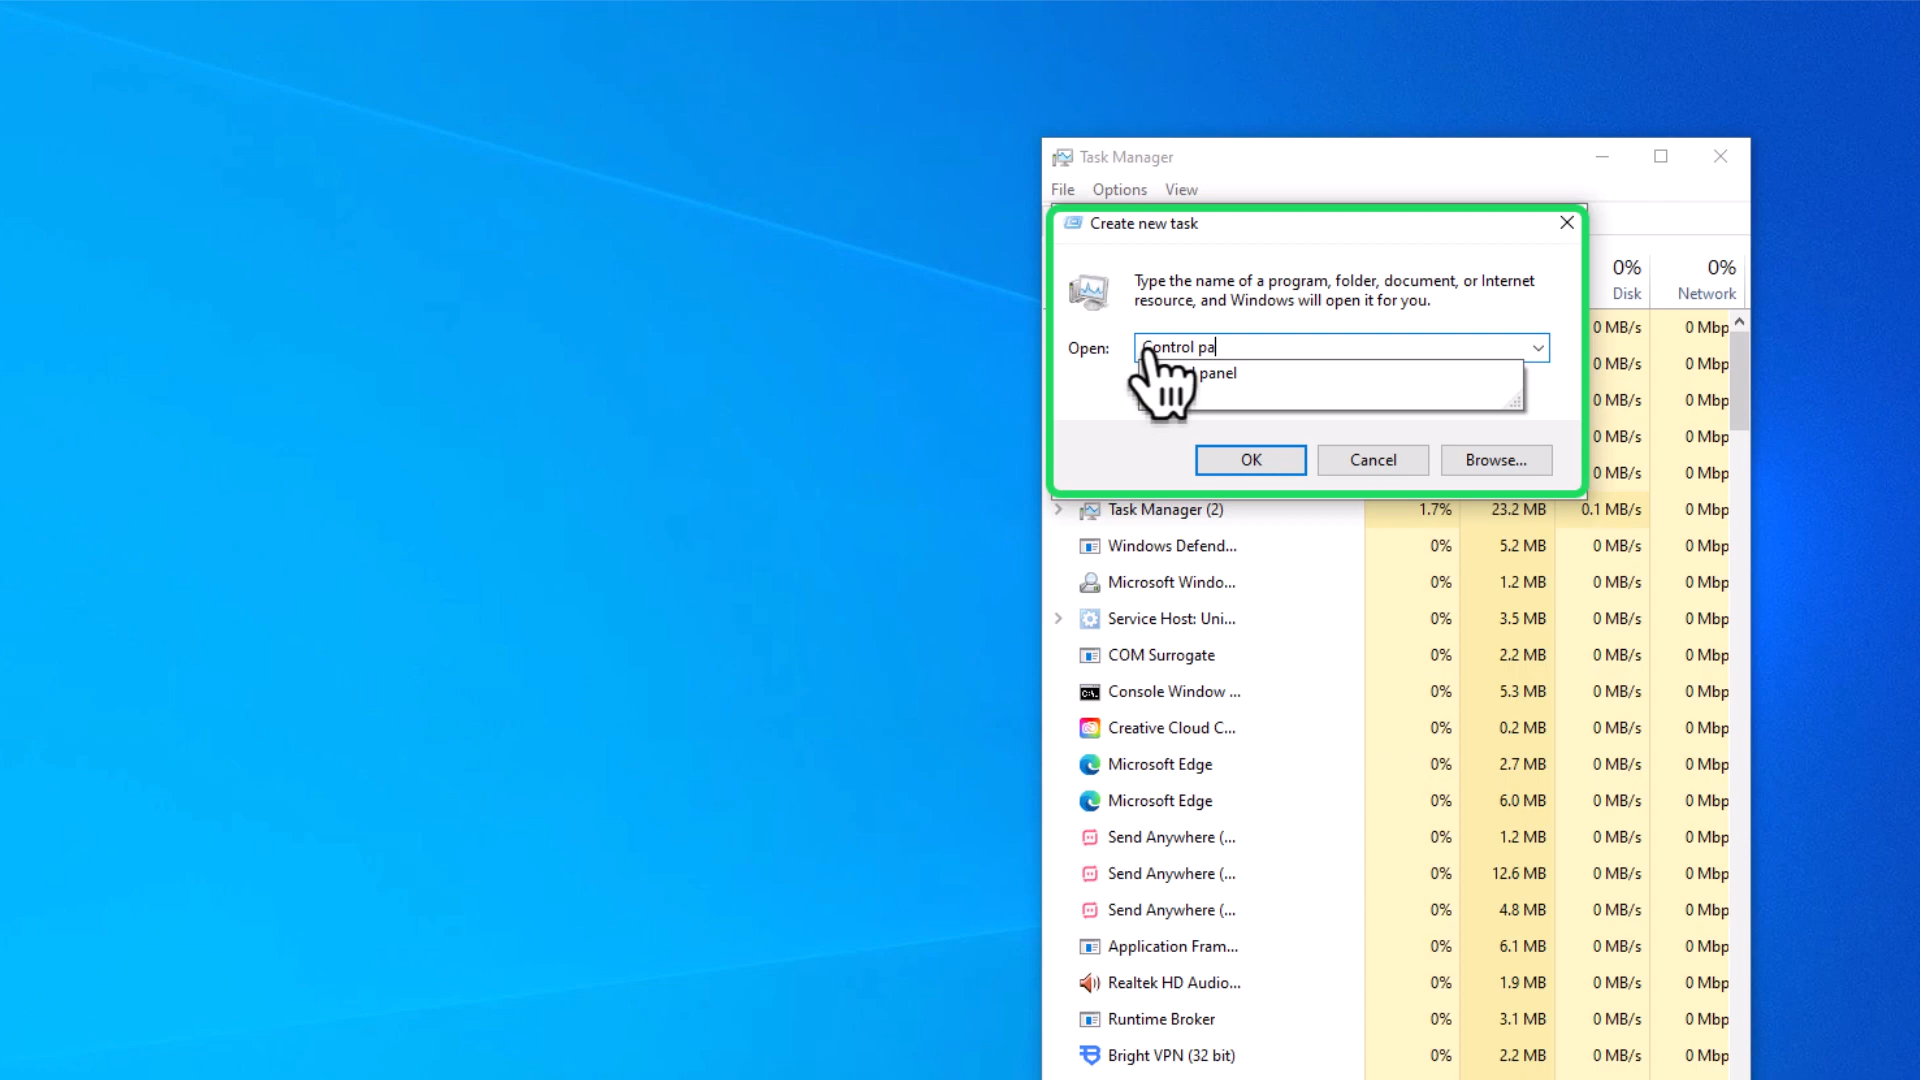 Task Manager
File Options View
Create new task
Type the name of a program, folder, document, or Internet
resource, and Windows will open it for you.
Open: Control pa
panel
OK Cancel Browse...
0% 0%
Disk Network
0 MB/s 0 Mbp
0 MB/s 0 Mbp
0 MB/s 0 Mbp
0 MB/s 0 Mbp
0 MB/s 0 Mbp
Task Manager (2) 1.7% 23.2 MB 0.1 MB/s 0 Mbp
Windows Defend... 0% 5.2 MB 0 MB/s 0 Mbp
Microsoft Windo... 0% 1.2 MB 0 MB/s 0 Mbp
Service Host: Uni... 0% 3.5 MB 0 MB/s 0 Mbp
COM Surrogate 0% 2.2 MB 0 MB/s 0 Mbp
Console Window ... 0% 5.3 MB 0 MB/s 0 Mbp
Creative Cloud C... 0% 0.2 MB 0 MB/s 0 Mbp
Microsoft Edge 0% 2.7 MB 0 MB/s 0 Mbp
Microsoft Edge 0% 6.0 MB 0 MB/s 0 Mbp
Send Anywhere (... 0% 1.2 MB 0 MB/s 0 Mbp
Send Anywhere (... 0% 12.6 MB 0 MB/s 0 Mbp
Send Anywhere (... 0% 4.8 MB 0 MB/s 0 Mbp
Application Fram... 0% 6.1 MB 0 MB/s 0 Mbp
Realtek HD Audio... 0% 1.9 MB 0 MB/s 0 Mbp
Runtime Broker 0% 3.1 MB 0 MB/s 0 Mbp
Bright VPN (32 bit) 0% 2.2 MB 0 MB/s 0 Mbp